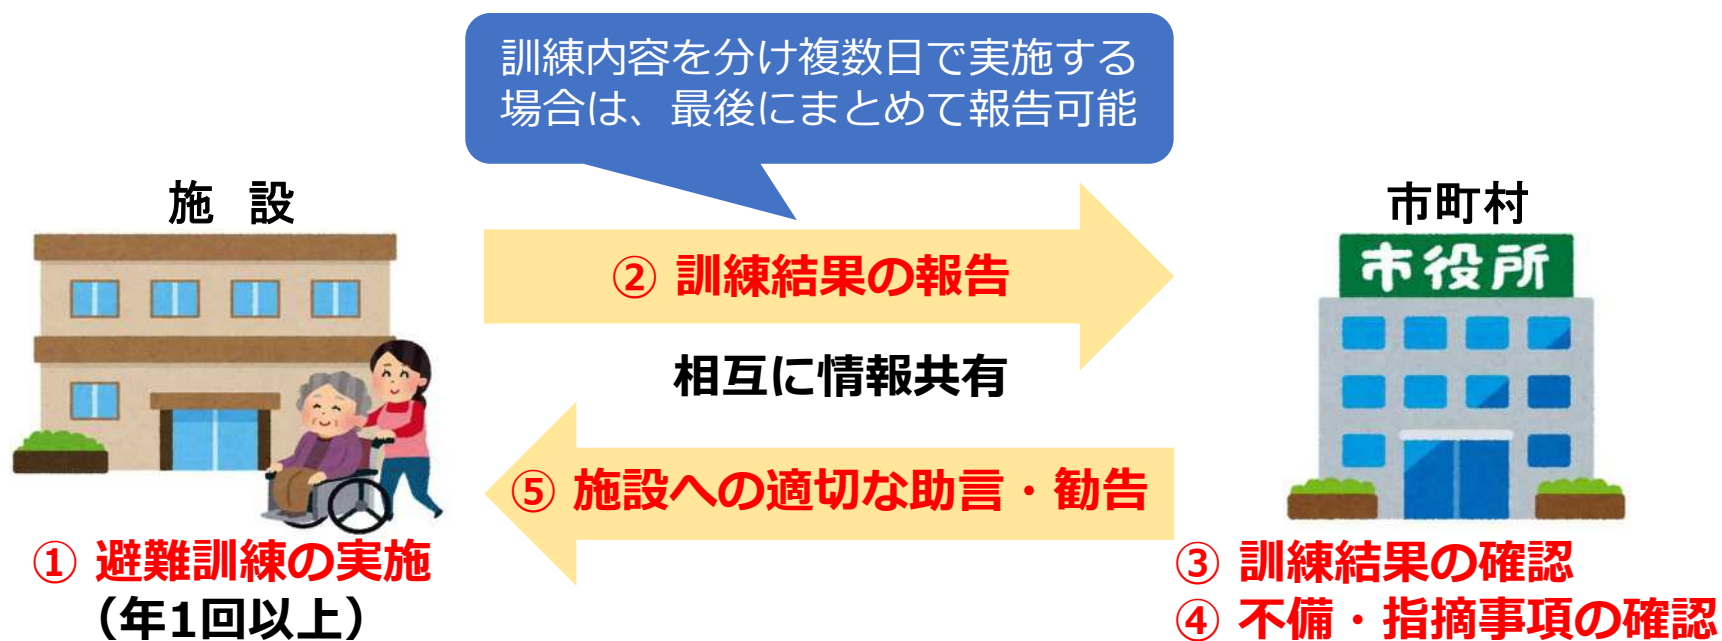 訓練内容を分け複数日で実施する
場合は、最後にまとめて報告可能
施 設
市町村
市役所
② 訓練結果の報告
相互に情報共有
⑤ 施設への適切な助言・勧告
① 避難訓練の実施
(年1回以上)
③ 訓練結果の確認
④ 不備・指摘事項の確認